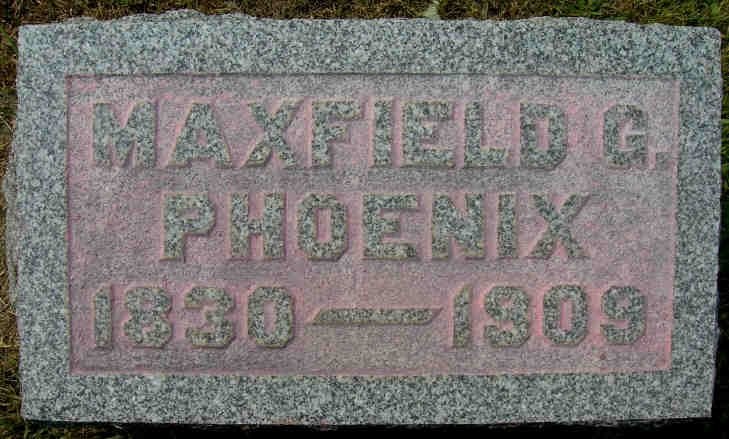 MAXFIELD G.
PHOENIX
1830 — 1909